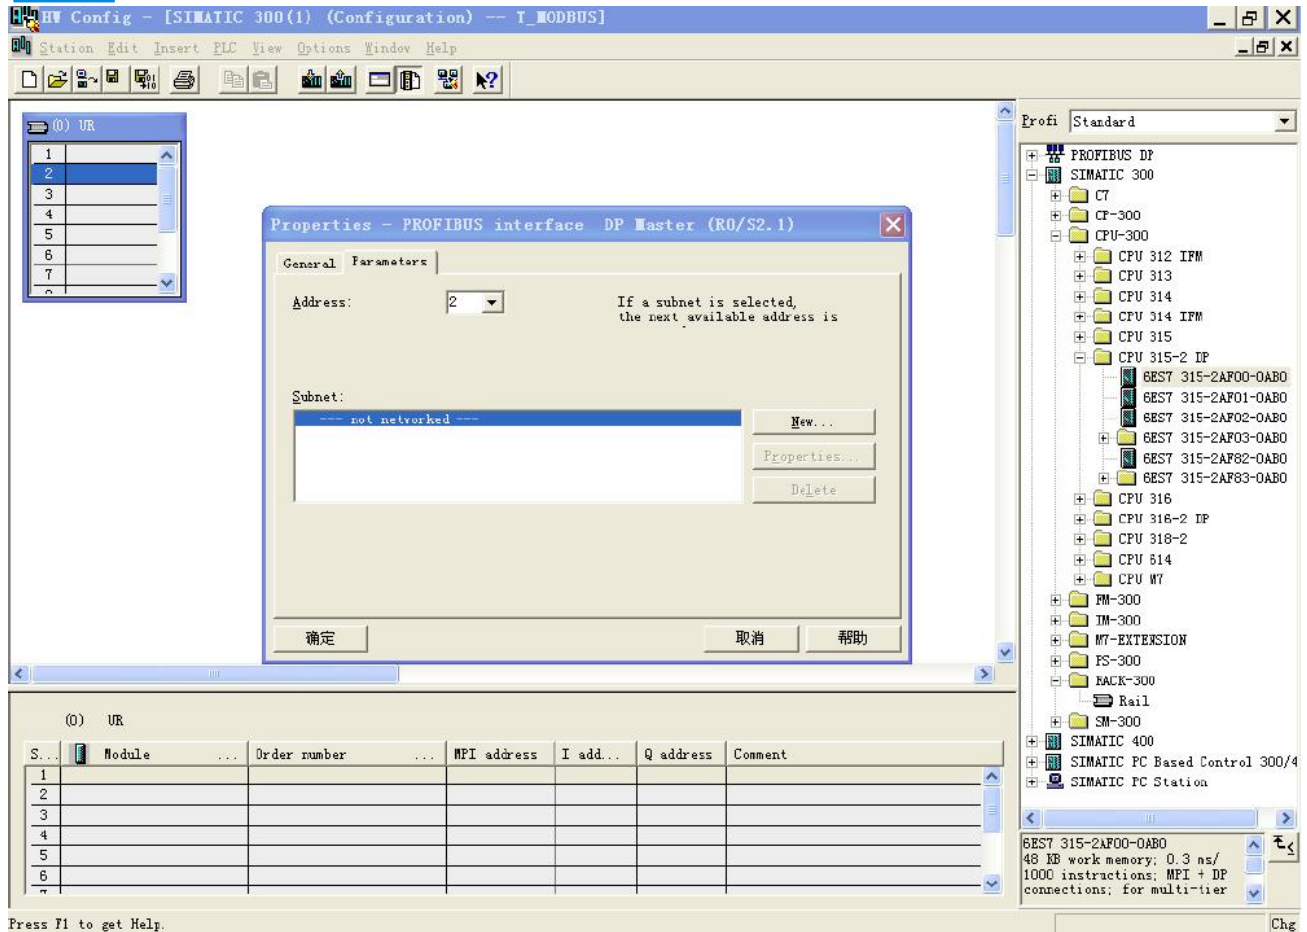 HW Config - [SIMATIC 300(1) (Configuration) -- T_MODBUS]
Station Edit Insert PLC View Options Window Help
(0) UR
1
2
3
4
5
6
7
Properties - PROFIBUS interface DP Master (R0/S2.1)
General Parameters
Address: 2
If a subnet is selected,
the next available address is
Subnet:
--- not networked ---
New...
Properties...
Delete
确定 取消 帮助
Profi Standard
PROFIBUS DP
SIMATIC 300
C7
CP-300
CPU-300
CPU 312 IFM
CPU 313
CPU 314
CPU 314 IFM
CPU 315
CPU 315-2 DP
6ES7 315-2AF00-0AB0
6ES7 315-2AF01-0AB0
6ES7 315-2AF02-0AB0
6ES7 315-2AF03-0AB0
6ES7 315-2AF82-0AB0
6ES7 315-2AF83-0AB0
CPU 316
CPU 316-2 DP
CPU 318-2
CPU 614
CPU M7
FM-300
IM-300
M7-EXTENSION
PS-300
RACK-300
Rail
SM-300
SIMATIC 400
SIMATIC PC Based Control 300/4
SIMATIC PC Station
(0) UR
S... Module ... Order number ... MPI address I add... Q address Comment
1
2
3
4
5
6
7
6ES7 315-2AF00-0AB0
48 KB work memory; 0.3 ms/
1000 instructions; MPI + DP
connections; for multi-tier
Press F1 to get Help.
Chg